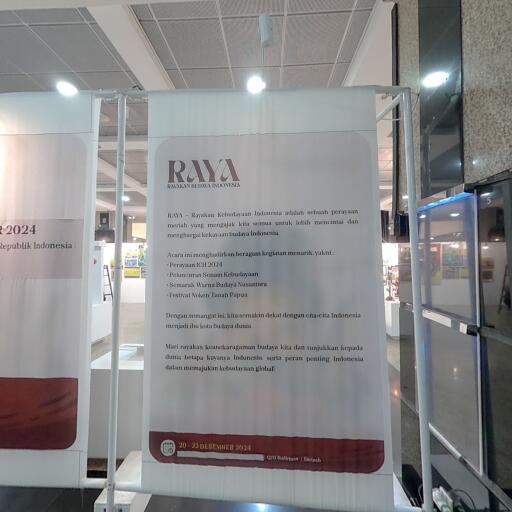 R 2024
Republik Indonesia
RAYA
RAYAKAN BUDAYA INDONESIA
RAYA – Rayakan Kebudayaan Indonesia adalah sebuah perayaan
meriah yang mengajak kita semua untuk lebih mencintai dan
menghargai kekayaan budaya Indonesia.
Acara ini menghadirkan beragam kegiatan menarik, yakni :
• Perayaan ICH 2024
• Peluncuran Senam Kebudayaan
• Semarak Warna Budaya Nusantara
• Festival Noken Tanah Papua
Dengan semangat ini, kita semakin dekat dengan cita-cita Indonesia
menjadi ibu kota budaya dunia.
Mari rayakan keanekaragaman budaya kita dan tunjukkan kepada
dunia betapa kayanya Indonesia, serta peran penting Indonesia
dalam memajukan kebudayaan global!
20 - 23 DESEMBER 2024